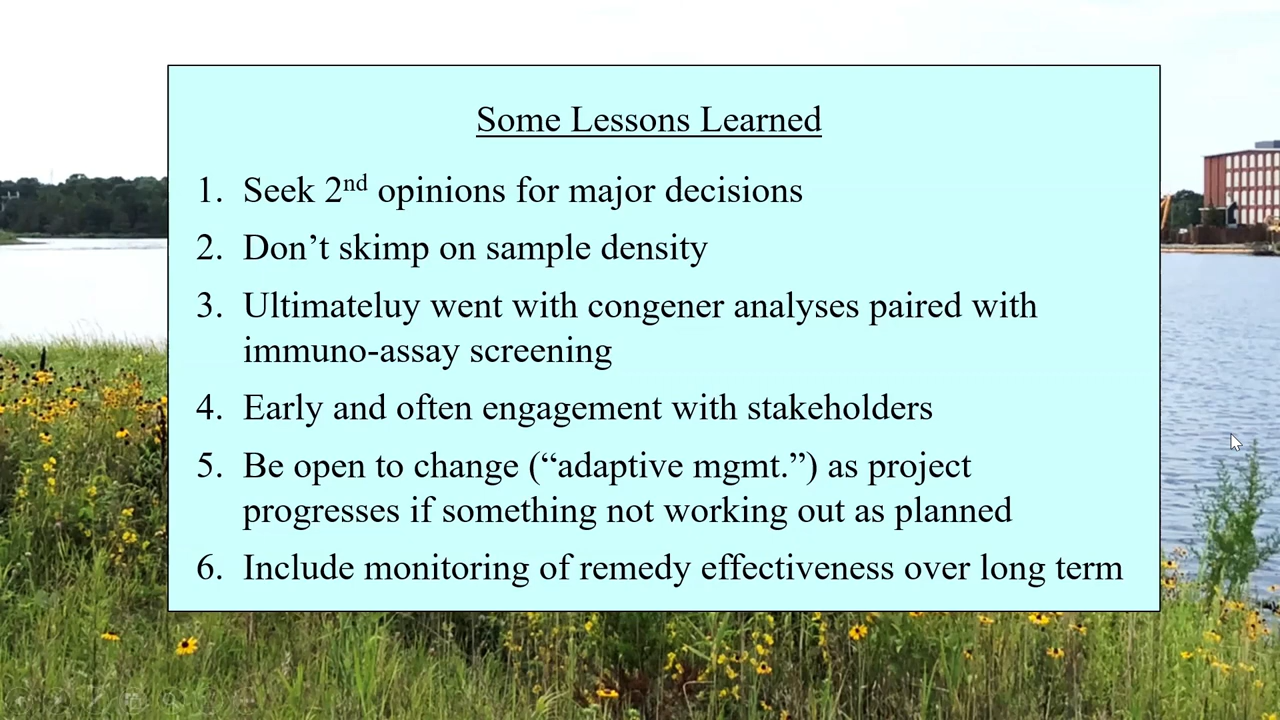 Some Lessons Learned
1. Seek 2nd opinions for major decisions
2. Don’t skimp on sample density
3. Ultimateluy went with congener analyses paired with
immuno-assay screening
4. Early and often engagement with stakeholders
5. Be open to change (“adaptive mgmt.”) as project
progresses if something not working out as planned
6. Include monitoring of remedy effectiveness over long term